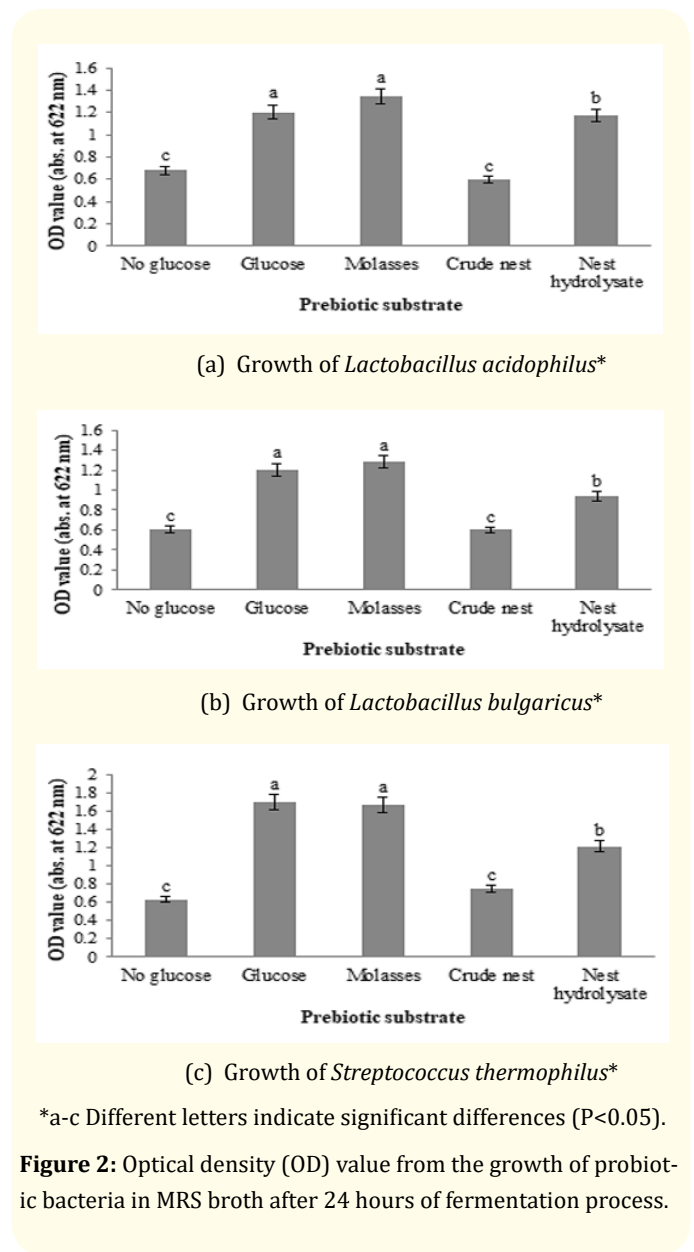 1.6
1.4
1.2
1
0.8
0.6
0.4
0.2
0
OD value (abs. at 622 nm)
c
a
a
c
b
No glucose Glucose Molasses Crude nest Nest
hydrolysate
Prebiotic substrate
(a) Growth of Lactobacillus acidophilus*
1.6
1.4
1.2
1
0.8
0.6
0.4
0.2
0
OD value (abs. at 622 nm)
c
a
a
c
b
No glucose Glucose Molasses Crude nest Nest
hydrolysate
Prebiotic substrate
(b) Growth of Lactobacillus bulgaricus*
2
1.8
1.6
1.4
1.2
1
0.8
0.6
0.4
0.2
0
OD value (abs. at 622 nm)
c
a
a
c
b
No glucose Glucose Molasses Crude nest Nest
hydrolysate
Prebiotic substrate
(c) Growth of Streptococcus thermophilus*
*a-c Different letters indicate significant differences (P<0.05).
Figure 2: Optical density (OD) value from the growth of probiot-
ic bacteria in MRS broth after 24 hours of fermentation process.